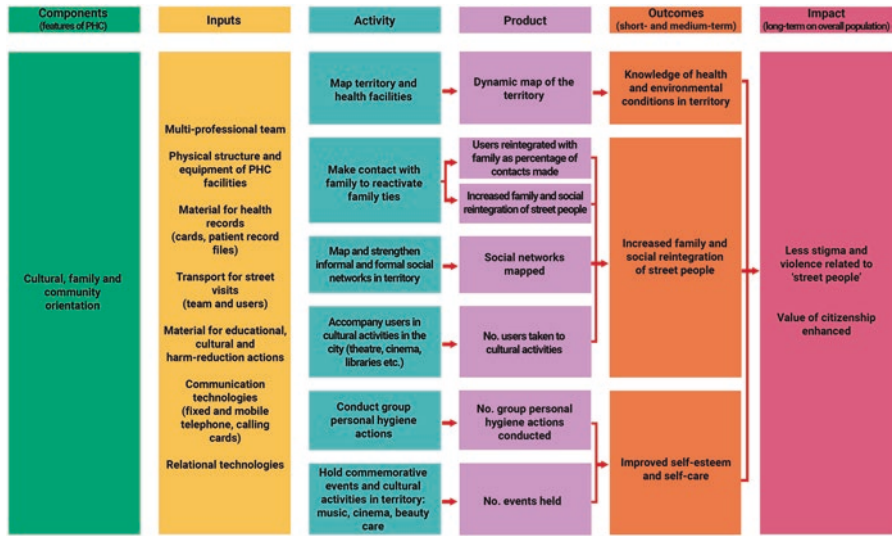 Components
(features of PHC)
Inputs
Activity
Product
Outcomes
(short- and medium-term)
Impact
(long-term on overall population)
Cultural, family and
community
orientation
Multi-professional team
Physical structure and
equipment of PHC
facilities
Material for health
records
(cards, patient record
files)
Transport for street
visits
(team and users)
Material for educational,
cultural and
harm-reduction actions
Communication
technologies
(fixed and mobile
telephone, calling
cards)
Relational technologies
Map territory and
health facilities
Dynamic map of the
territory
Knowledge of health
and environmental
conditions in territory
Make contact with
family to reactivate
family ties
Users reintegrated with
family as percentage of
contacts made
Increased family and social
reintegration of street people
Map and strengthen
informal and formal social
networks in territory
Social networks
mapped
Accompany users in
cultural activities in the
city (theatre, cinema,
libraries etc.)
No. users taken to
cultural activities
Increased family and
social reintegration
of street people
Conduct group
personal hygiene
actions
No. group personal
hygiene actions
conducted
Hold commemorative
events and cultural
activities in territory:
music, cinema, beauty
care
No. events held
Improved self-esteem
and self-care
Less stigma and
violence related to
'street people'
Value of citizenship
enhanced